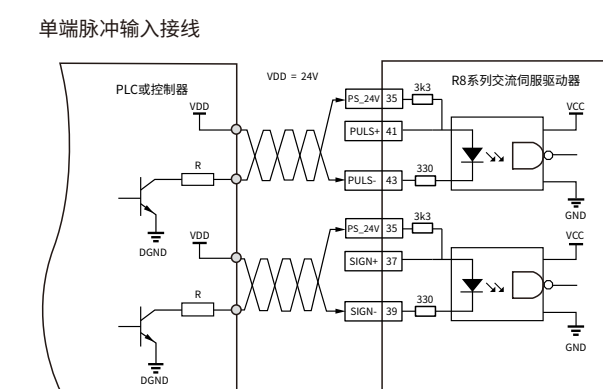 单端脉冲输入接线
PLC或控制器
VDD = 24V
R8系列交流伺服驱动器
VDD
PS_24V 35
3k3
VCC
PULS+ 41
R
PULS- 43
330
DGND
GND
VDD
PS_24V 35
3k3
VCC
SIGN+ 37
R
SIGN- 39
330
DGND
GND